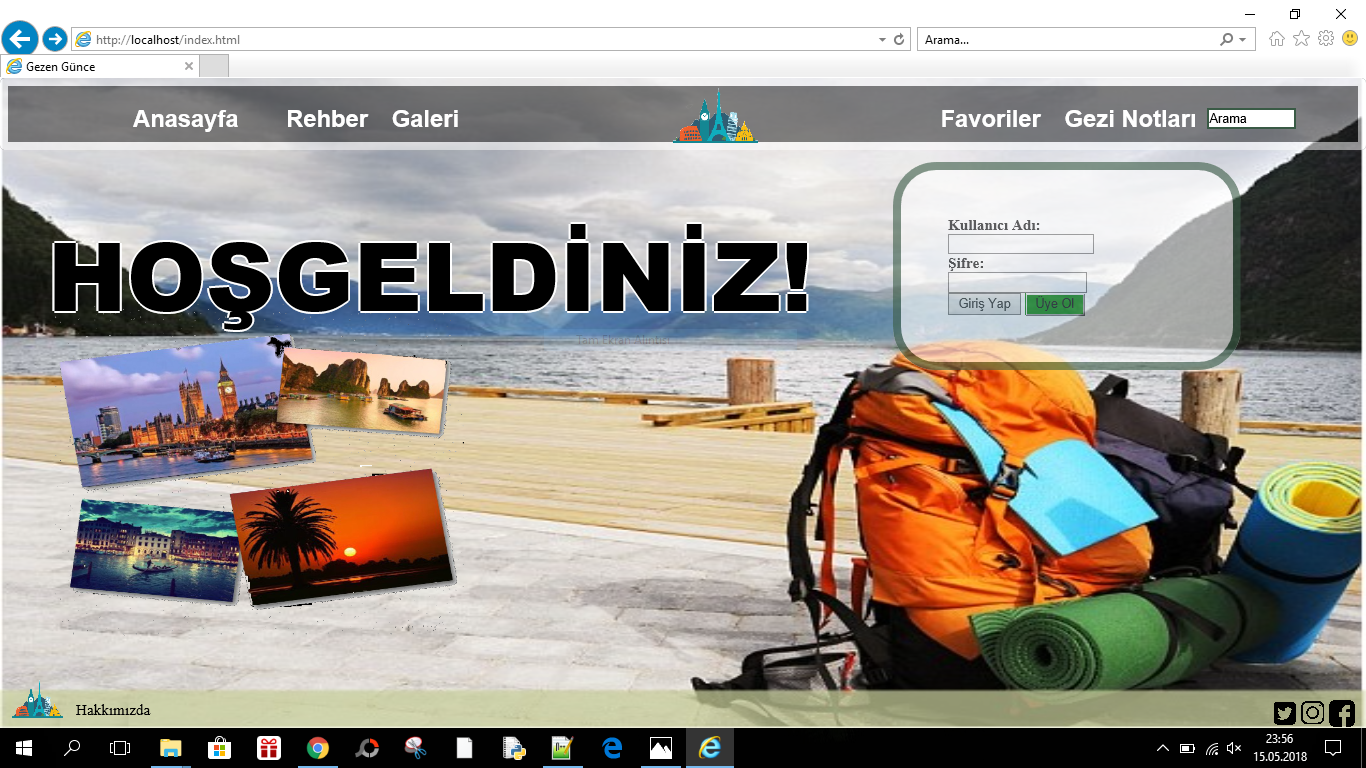 http://localhost/index.html
Arama...
Gezen Günce
Anasayfa Rehber Galeri Favoriler Gezi Notları Arama
HOŞGELDİNİZ!
Kullanıcı Adı:
Şifre:
Giriş Yap Üye Ol
Hakkımızda
23:56
15.05.2018